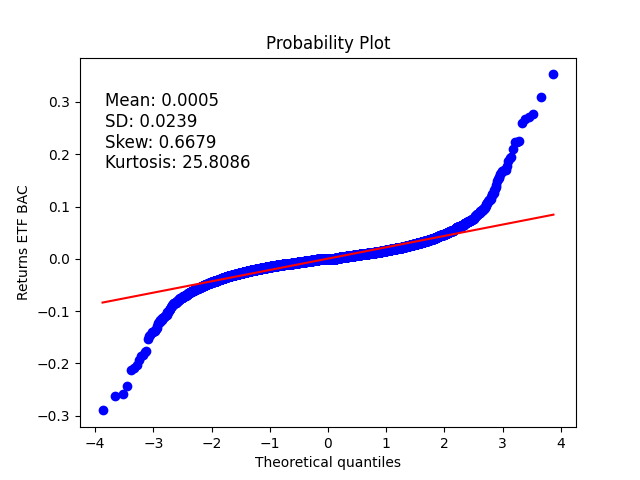 Probability Plot
Mean: 0.0005
SD: 0.0239
Skew: 0.6679
Kurtosis: 25.8086
Returns ETF BAC
0.3
0.2
0.1
0.0
−0.1
−0.2
−0.3
−4 −3 −2 −1 0 1 2 3 4
Theoretical quantiles